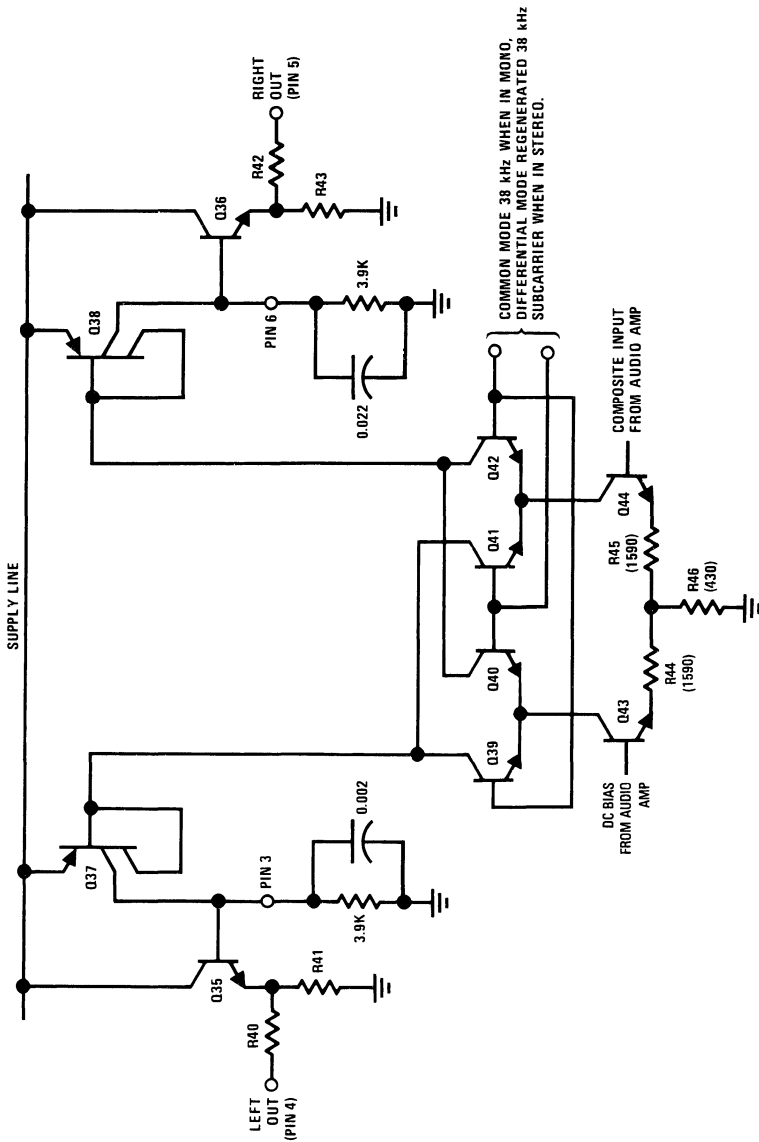 SUPPLY LINE
Q37
Q38
Q35
Q36
PIN 3
PIN 6
3.9K
0.002
0.022
3.9K
R40
R41
R42
R43
LEFT
OUT
(PIN 4)
RIGHT
OUT
(PIN 5)
Q39
Q40
Q41
Q42
COMMON MODE 38 kHz WHEN IN MONO,
DIFFERENTIAL MODE REGENERATED 38 kHz
SUBCARRIER WHEN IN STEREO.
DC BIAS
FROM AUDIO
AMP
Q43
Q44
COMPOSITE INPUT
FROM AUDIO AMP
R44
(1590)
R45
(1590)
R46
(430)